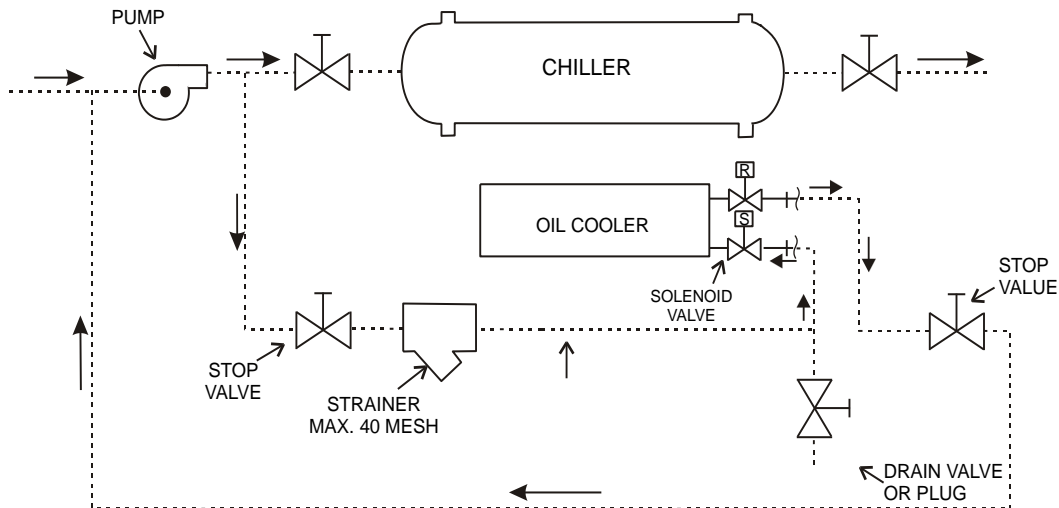 PUMP
CHILLER
R
OIL COOLER
S
SOLENOID
VALVE
STOP
VALUE
STOP
VALVE
STRAINER
MAX. 40 MESH
DRAIN VALVE
OR PLUG